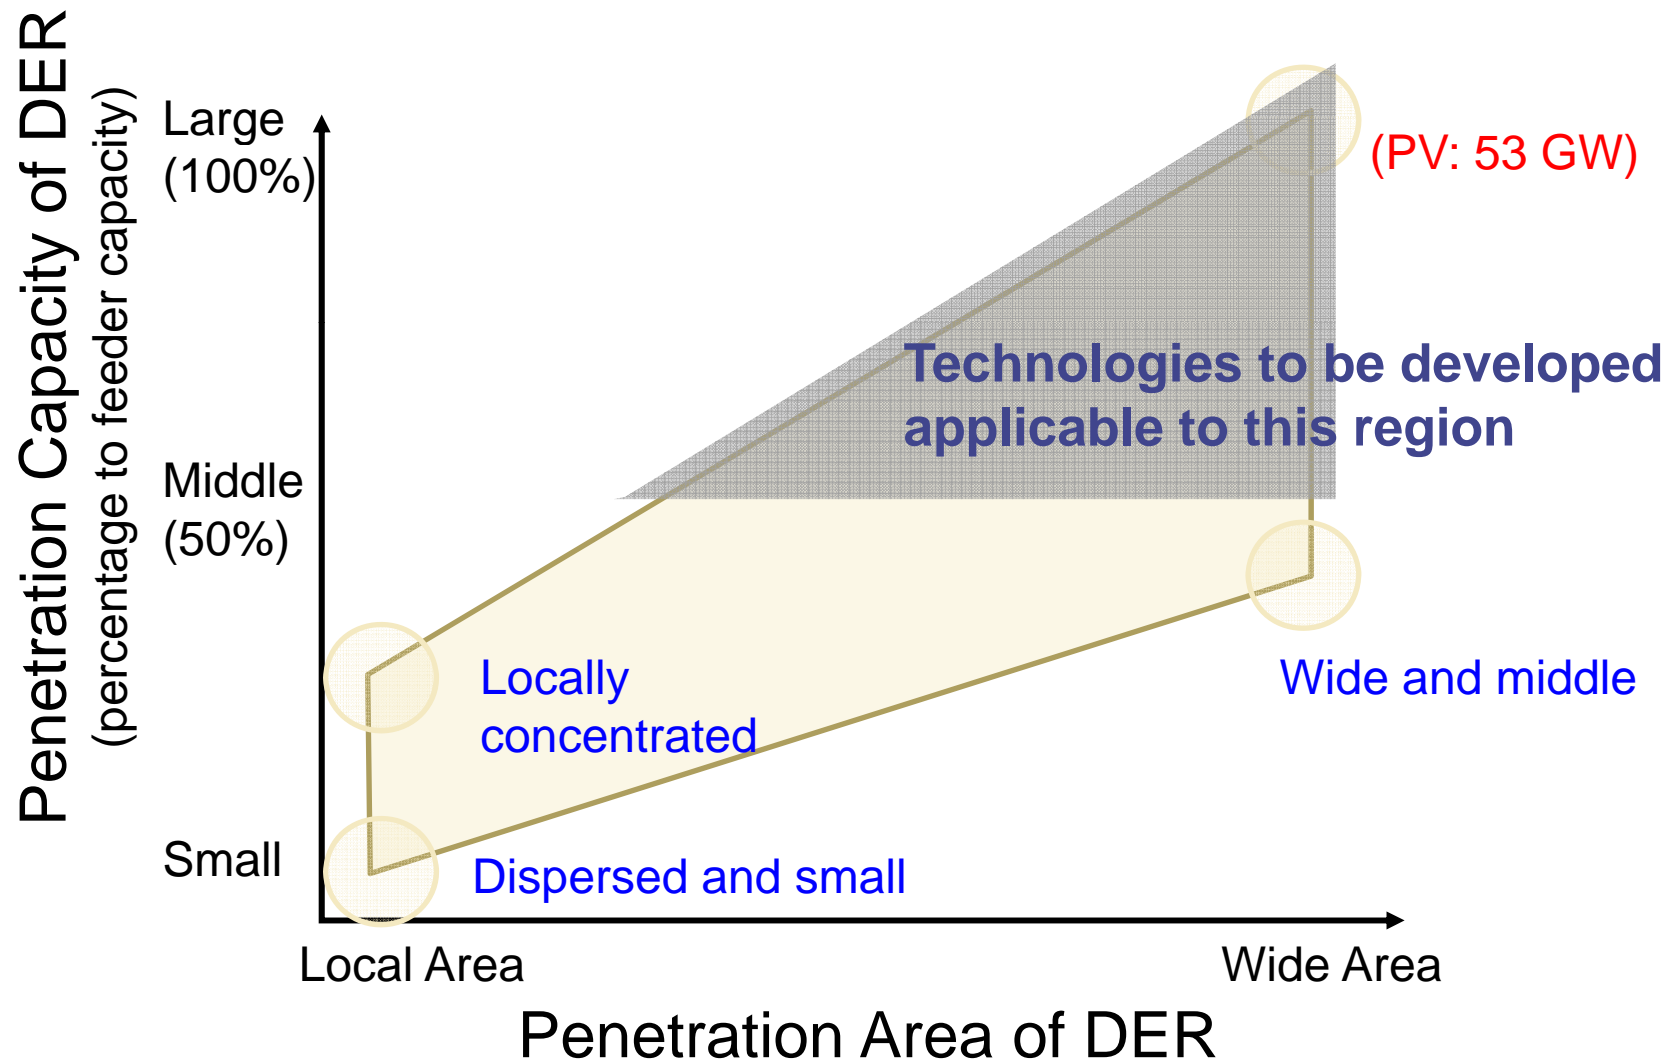 Penetration Capacity of DER
(percentage to feeder capacity)
Large
(100%)
(PV: 53 GW)
Technologies to be developed
applicable to this region
Middle
(50%)
Locally
concentrated
Wide and middle
Small
Dispersed and small
Local Area
Wide Area
Penetration Area of DER